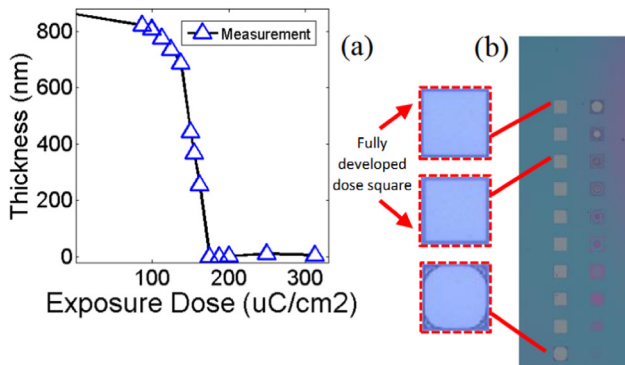 Measurement
(a)
(b)
800
600
400
200
0
Thickness (nm)
100
200
300
Exposure Dose (uC/cm2)
Fully
developed
dose square